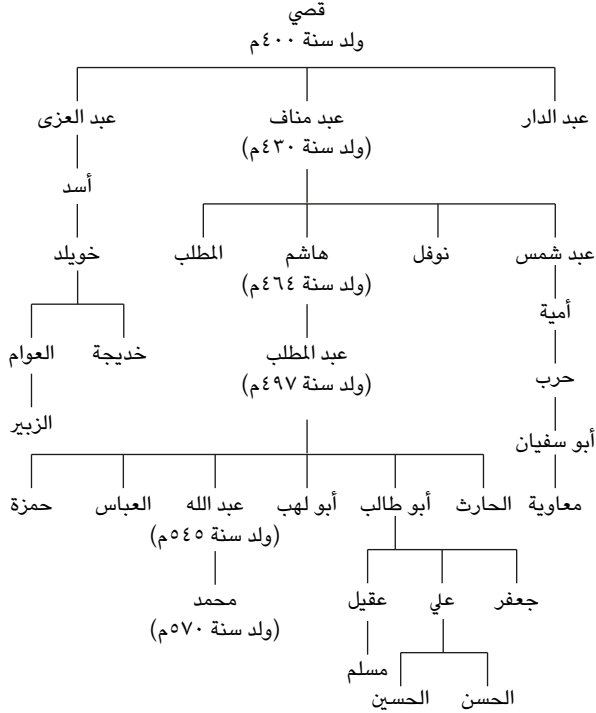 قصي
ولد سنة ٤٠٠م
عبد الدار
عبد مناف
(ولد سنة ٤٣٠م)
عبد العزى
أسد
عبد شمس
نوفل
هاشم
(ولد سنة ٤٦٤م)
المطلب
خويلد
أمية
عبد المطلب
(ولد سنة ٤٩٧م)
خديجة
العوام
حرب
الزبير
أبو سفيان
معاوية
الحارث
أبو طالب
أبو لهب
عبد الله
(ولد سنة ٥٤٥م)
العباس
حمزة
جعفر
علي
عقيل
محمد
(ولد سنة ٥٧٠م)
مسلم
الحسن
الحسين